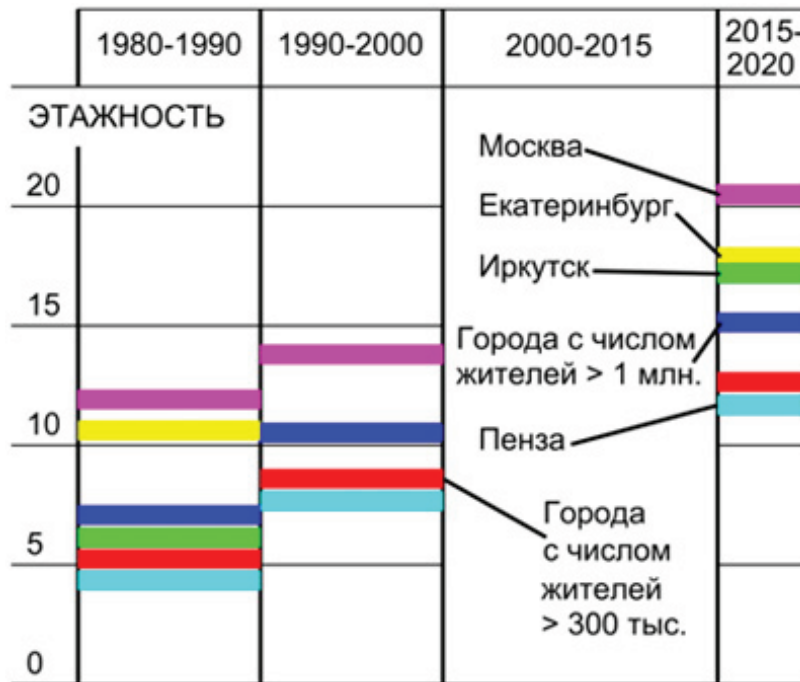 1980-1990
1990-2000
2000-2015
2015-
2020
ЭТАЖНОСТЬ
20
15
10
5
0
Москва
Екатеринбург
Иркутск
Города с числом
жителей > 1 млн.
Пенза
Города
с числом
жителей
> 300 тыс.